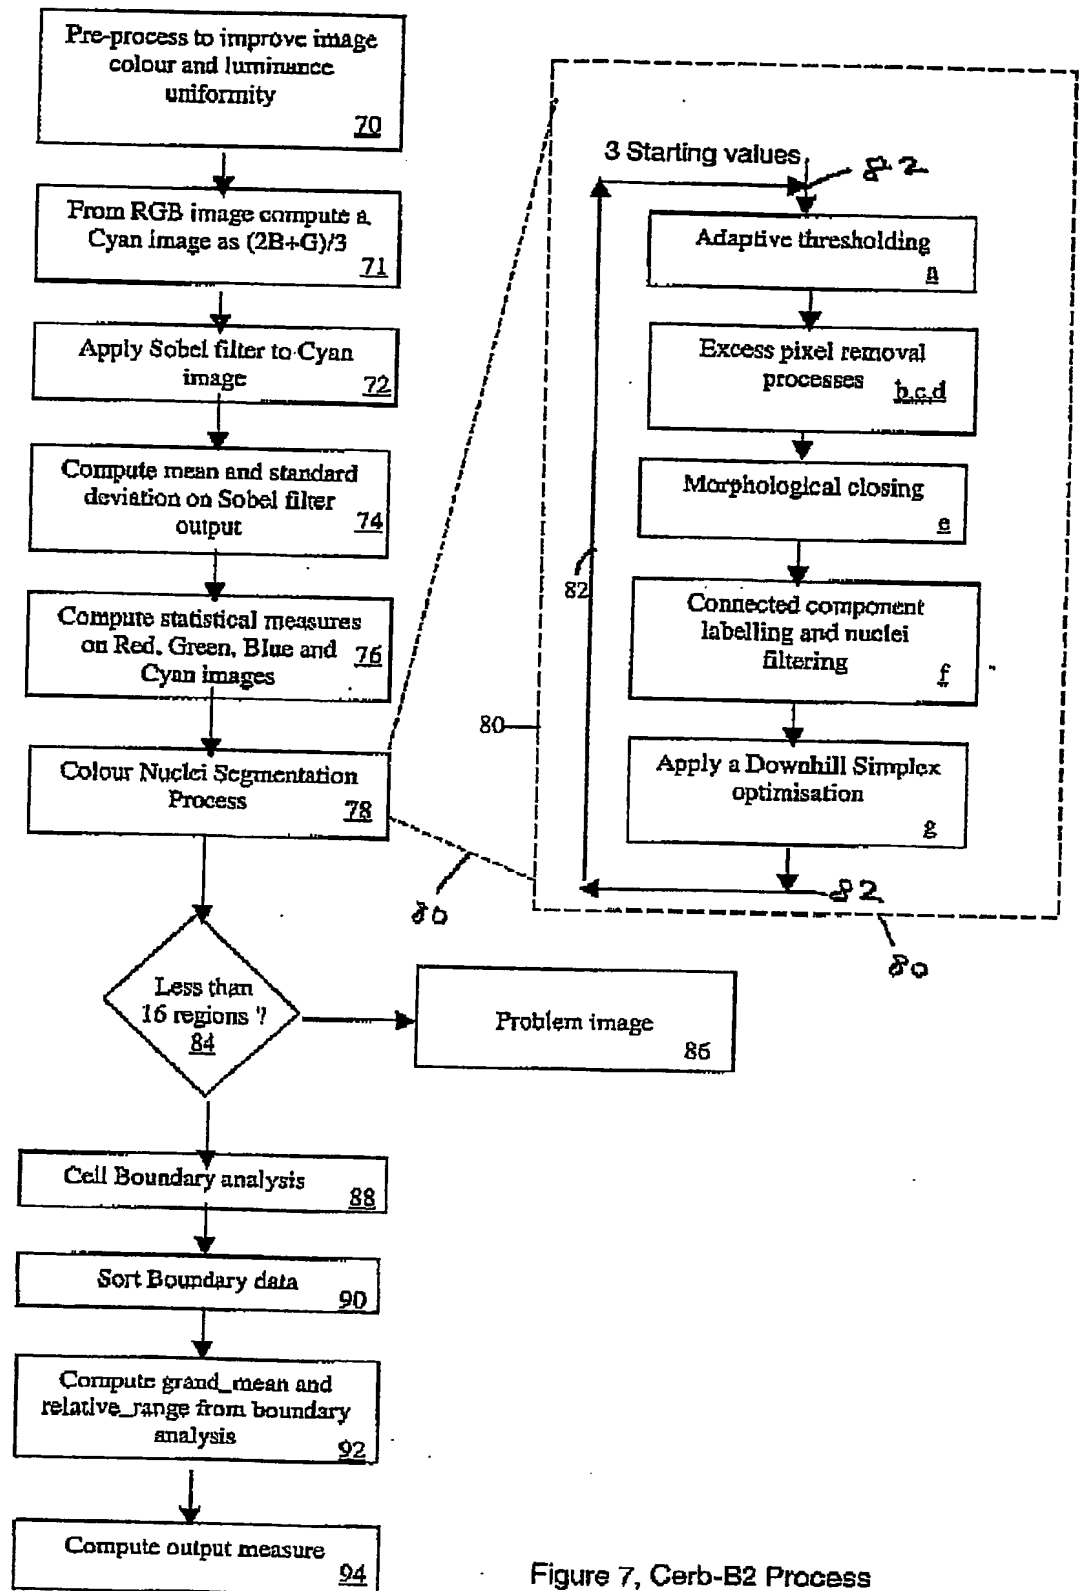 Pre-process to improve image
colour and luminance
uniformity
70
From RGB image compute a
Cyan image as (2B+G)/3
71
Apply Sobel filter to Cyan
image
72
Compute mean and standard
deviation on Sobel filter
output
74
Compute statistical measures
on Red, Green, Blue and
Cyan images
76
Colour Nuclei Segmentation
Process
78
80
3 Starting values
82
Adaptive thresholding
a
Excess pixel removal
processes
b,c,d
Morphological closing
e
82
Connected component
labelling and nuclei
filtering
f
80
Apply a Downhill Simplex
optimisation
g
82
80
Less than
16 regions ?
84
Problem image
86
Cell Boundary analysis
88
Sort Boundary data
90
Compute grand_mean and
relative_range from boundary
analysis
92
Compute output measure
94
Figure 7, Cerb-B2 Process